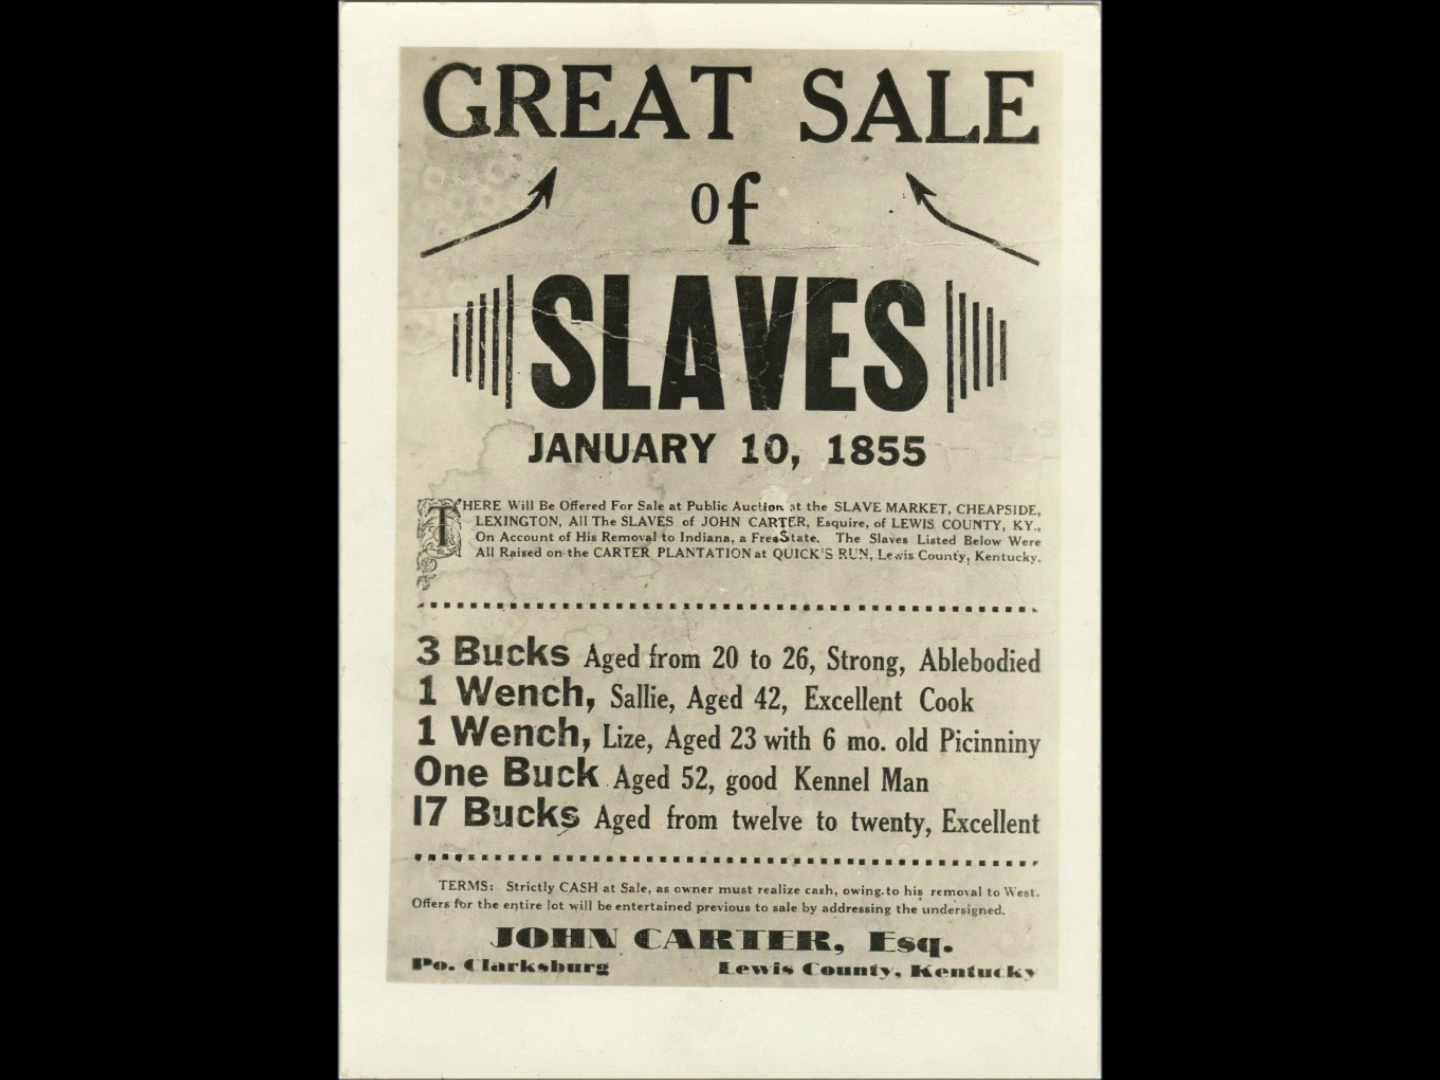 GREAT SALE
of
SLAVES
JANUARY 10, 1855
THERE Will Be Offered For Sale at Public Auction at the SLAVE MARKET, CHEAPSIDE,
LEXINGTON, All The SLAVES of JOHN CARTER, Esquire, of LEWIS COUNTY, KY.,
On Account of His Removal to Indiana, a Free State. The Slaves Listed Below Were
All Raised on the CARTER PLANTATION at QUICK'S RUN, Lewis County, Kentucky.
3 Bucks Aged from 20 to 26, Strong, Ablebodied
1 Wench, Sallie, Aged 42, Excellent Cook
1 Wench, Lize, Aged 23 with 6 mo. old Picinniny
One Buck Aged 52, good Kennel Man
17 Bucks Aged from twelve to twenty, Excellent
TERMS: Strictly CASH at Sale, as owner must realize cash, owing to his removal to West.
Offers for the entire lot will be entertained previous to sale by addressing the undersigned.
JOHN CARTER, Esq.
Po. Clarksburg Lewis County, Kentucky